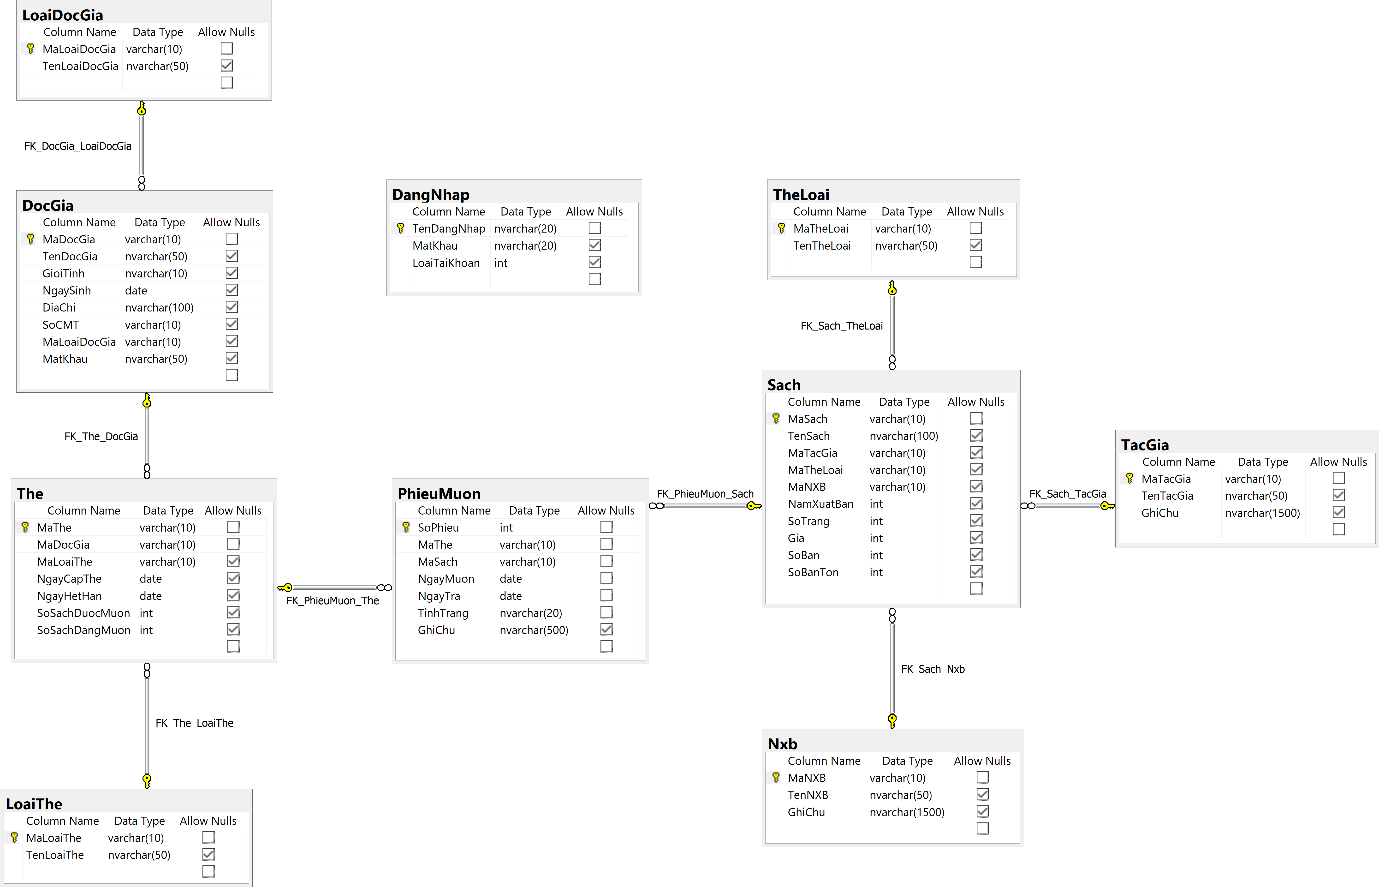 LoaiDocGia
Column Name Data Type Allow Nulls
MaLoaiDocGia varchar(10)
TenLoaiDocGia nvarchar(50)
FK_DocGia_LoaiDocGia
DocGia
Column Name Data Type Allow Nulls
MaDocGia varchar(10)
TenDocGia nvarchar(50)
GioiTinh nvarchar(10)
NgaySinh date
DiaChi nvarchar(100)
SoCMT varchar(10)
MaLoaiDocGia varchar(10)
MatKhau nvarchar(50)
FK_The_DocGia
The
Column Name Data Type Allow Nulls
MaThe varchar(10)
MaDocGia varchar(10)
MaLoaiThe varchar(10)
NgayCapThe date
NgayHetHan date
SoSachDuocMuon int
SoSachDangMuon int
FK_The_LoaiThe
LoaiThe
Column Name Data Type Allow Nulls
MaLoaiThe varchar(10)
TenLoaiThe nvarchar(50)
DangNhap
Column Name Data Type Allow Nulls
TenDangNhap nvarchar(20)
MatKhau nvarchar(20)
LoaiTaiKhoan int
PhieuMuon
Column Name Data Type Allow Nulls
SoPhieu int
MaThe varchar(10)
MaSach varchar(10)
NgayMuon date
NgayTra date
TinhTrang nvarchar(20)
GhiChu nvarchar(500)
FK_PhieuMuon_The
FK_PhieuMuon_Sach
TheLoai
Column Name Data Type Allow Nulls
MaTheLoai varchar(10)
TenTheLoai nvarchar(50)
FK_Sach_TheLoai
Sach
Column Name Data Type Allow Nulls
MaSach varchar(10)
TenSach nvarchar(100)
MaTacGia varchar(10)
MaTheLoai varchar(10)
MaNXB varchar(10)
NamXuatBan int
SoTrang int
Gia int
SoBan int
SoBanTon int
FK_Sach_TacGia
TacGia
Column Name Data Type Allow Nulls
MaTacGia varchar(10)
TenTacGia nvarchar(50)
GhiChu nvarchar(1500)
FK_Sach_Nxb
Nxb
Column Name Data Type Allow Nulls
MaNXB varchar(10)
TenNXB nvarchar(50)
GhiChu nvarchar(1500)